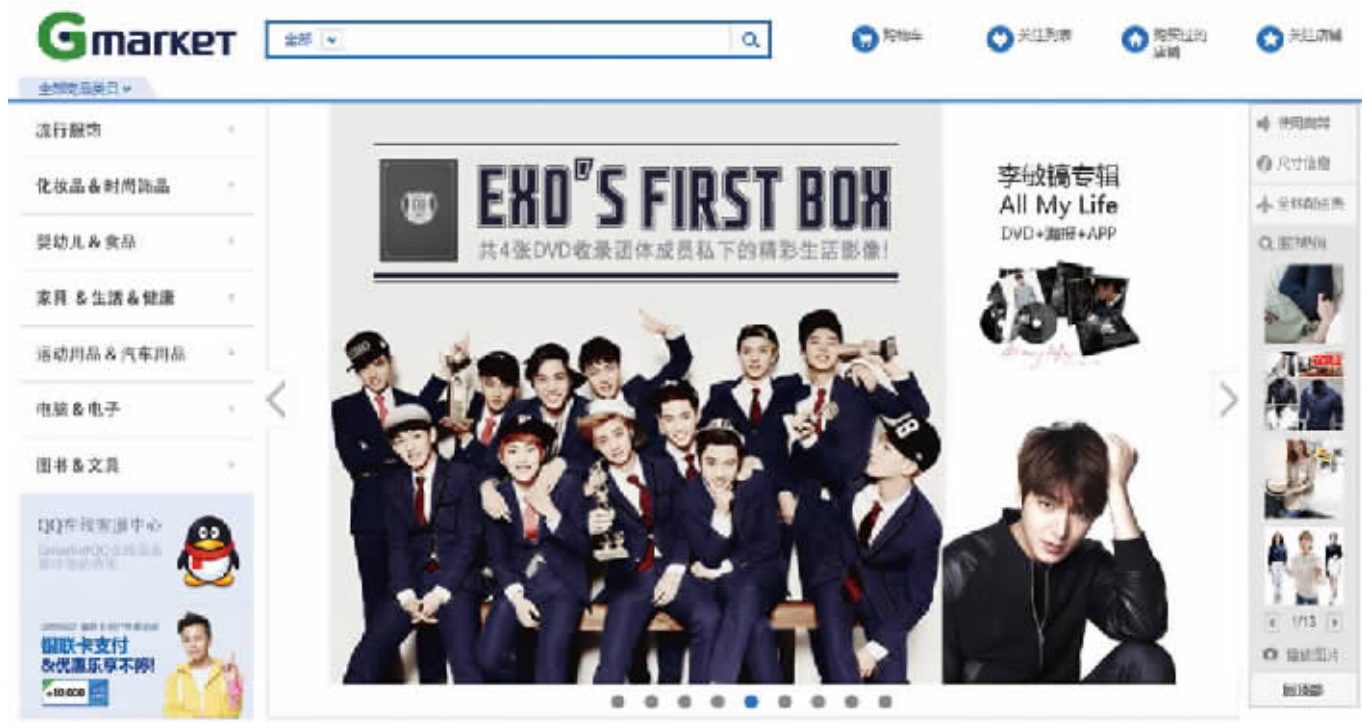 Gmarket
全部
购物车
关注列表
购买过的
店铺
关注店铺
全部商品类目
流行服饰
化妆品&时尚饰品
婴幼儿&食品
家具 &生活&健康
运动用品&汽车用品
电脑&电子
图书&文具
QQ在线客服中心
银联卡支付
&优惠乐享不停!
EXO'S FIRST BOX
共4张DVD收录团体成员私下的精彩生活影像!
李敏镐专辑
All My Life
DVD+海报+APP
尺寸信息
1/13
回顶部